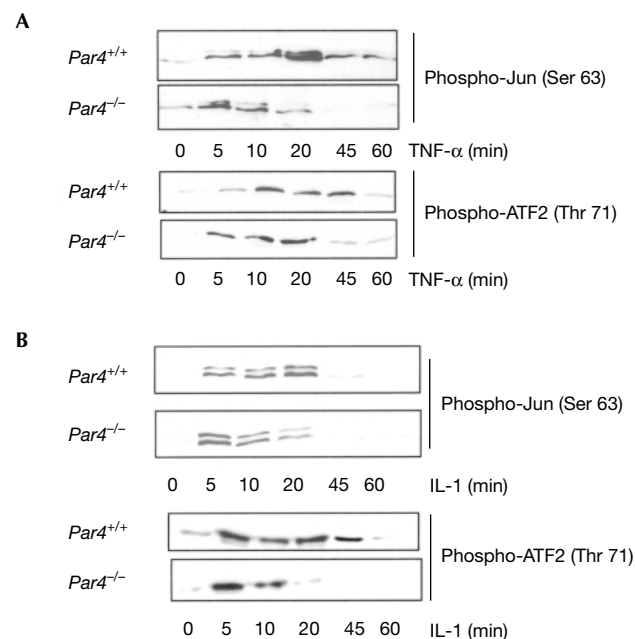 A
Par4+/+
Phospho-Jun (Ser 63)
Par4–/–
0 5 10 20 45 60 TNF-α (min)
Par4+/+
Phospho-ATF2 (Thr 71)
Par4–/–
0 5 10 20 45 60 TNF-α (min)
B
Par4+/+
Phospho-Jun (Ser 63)
Par4–/–
0 5 10 20 45 60 IL-1 (min)
Par4+/+
Phospho-ATF2 (Thr 71)
Par4–/–
0 5 10 20 45 60 IL-1 (min)